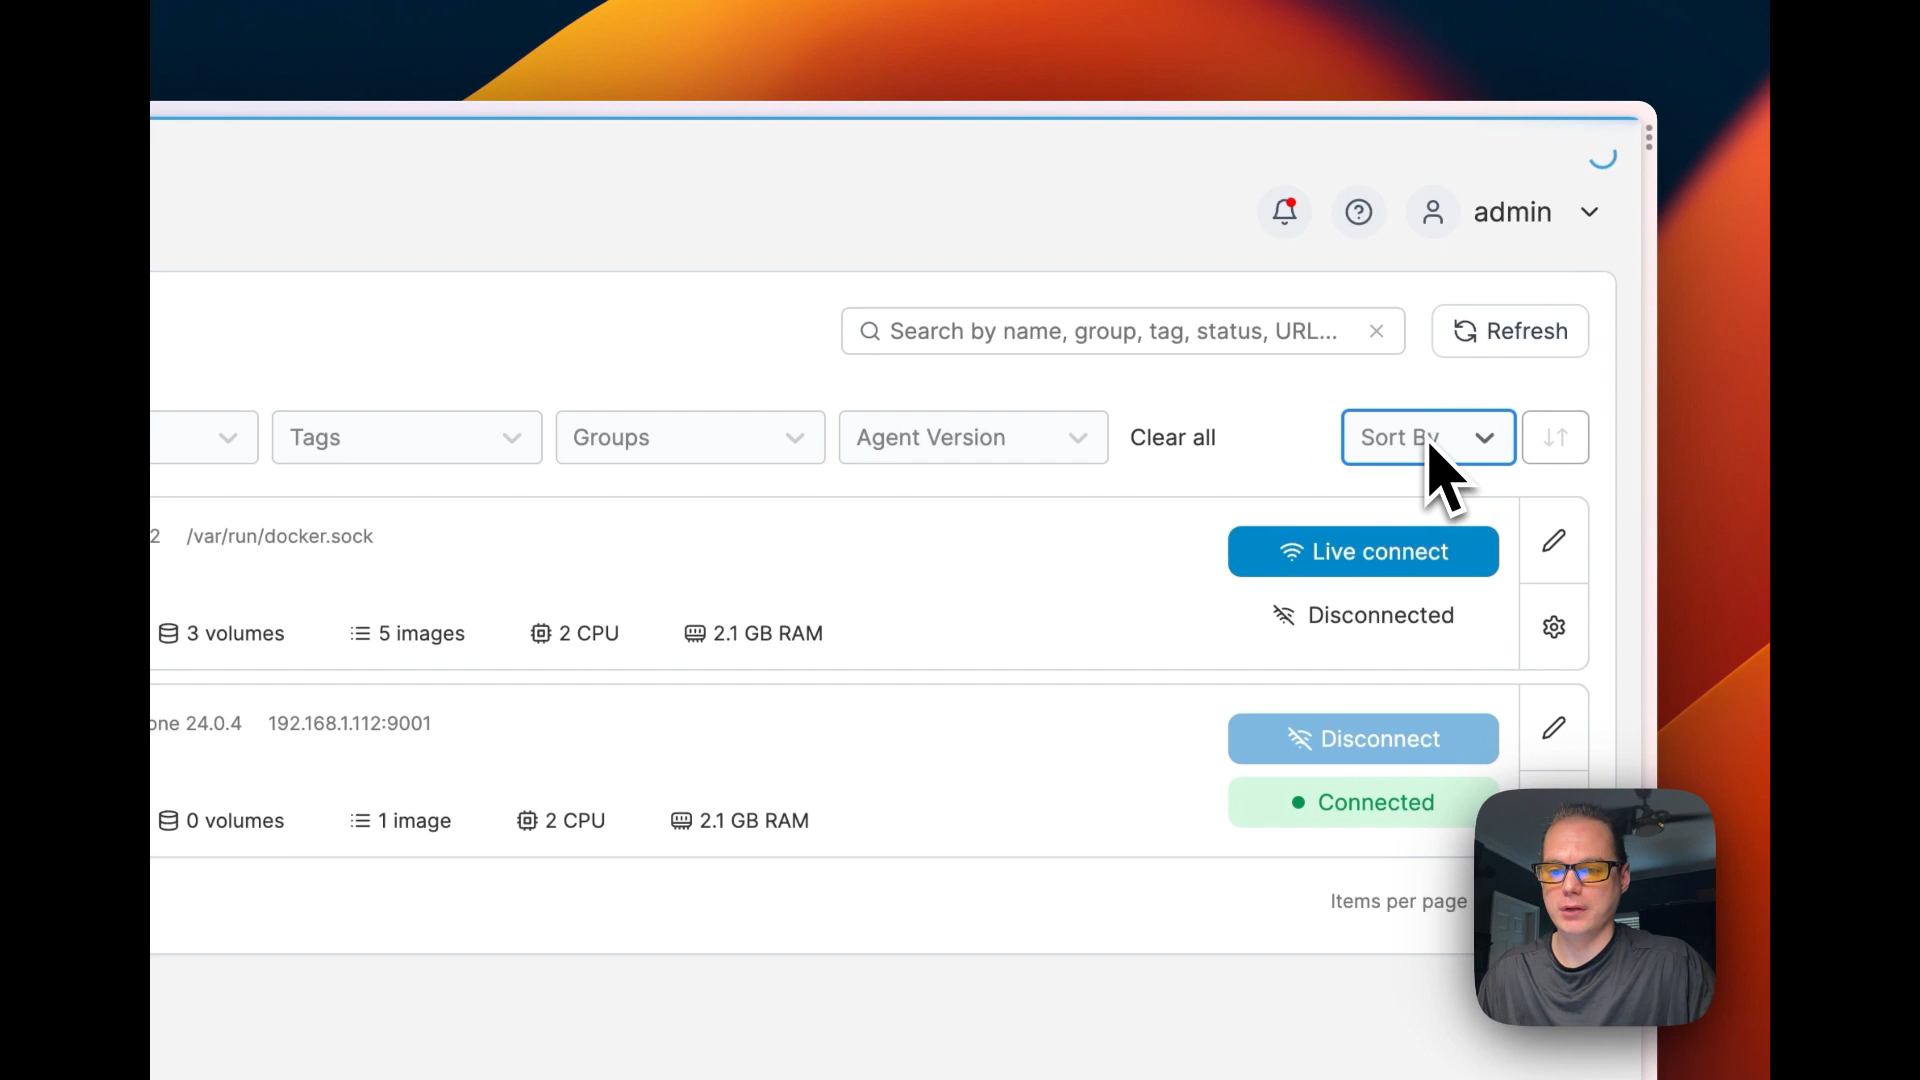 admin
Search by name, group, tag, status, URL...
Refresh
Tags
Groups
Agent Version
Clear all
Sort By
2 /var/run/docker.sock
Live connect
3 volumes
5 images
2 CPU
2.1 GB RAM
Disconnected
one 24.0.4 192.168.1.112:9001
Disconnect
0 volumes
1 image
2 CPU
2.1 GB RAM
Connected
Items per page